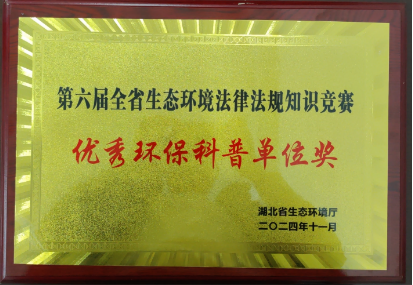 第六届全省生态环境法律法规知识竞赛
优秀环保科普单位奖
湖北省生态环境厅
二〇二四年十一月